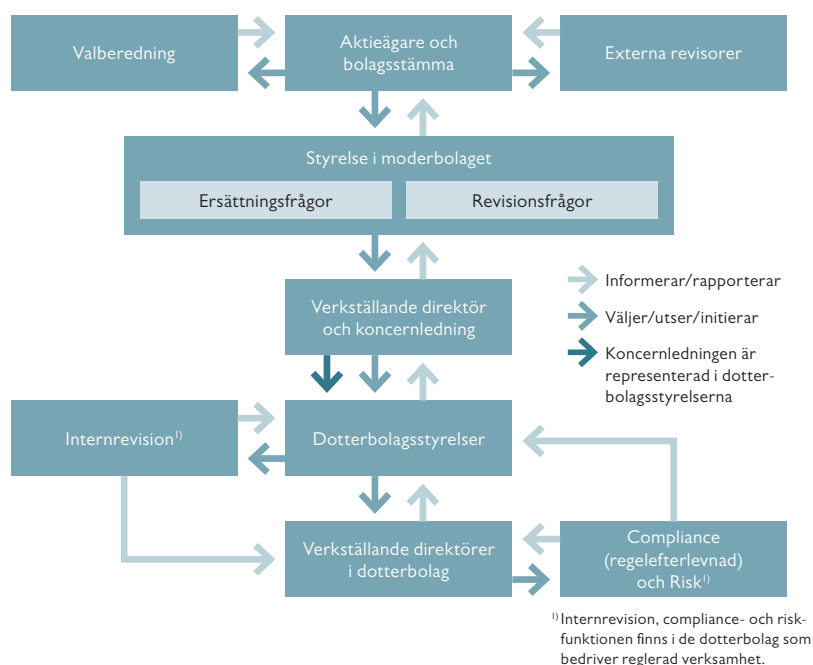 Valberedning
Aktieägare och
bolagsstämma
Externa revisorer
Styrelse i moderbolaget
Ersättningsfrågor
Revisionsfrågor
Verkställande direktör
och koncernledning
Informerar/rapporterar
Väljer/utser/initierar
Koncernledningen är
representerad i dotter-
bolagsstyrelserna
Internrevision¹⁾
Dotterbolagsstyrelser
Verkställande direktörer
i dotterbolag
Compliance
(regelefterlevnad)
och Risk¹⁾
¹⁾ Internrevision, compliance- och risk-
funktionen finns i de dotterbolag som
bedriver reglerad verksamhet.